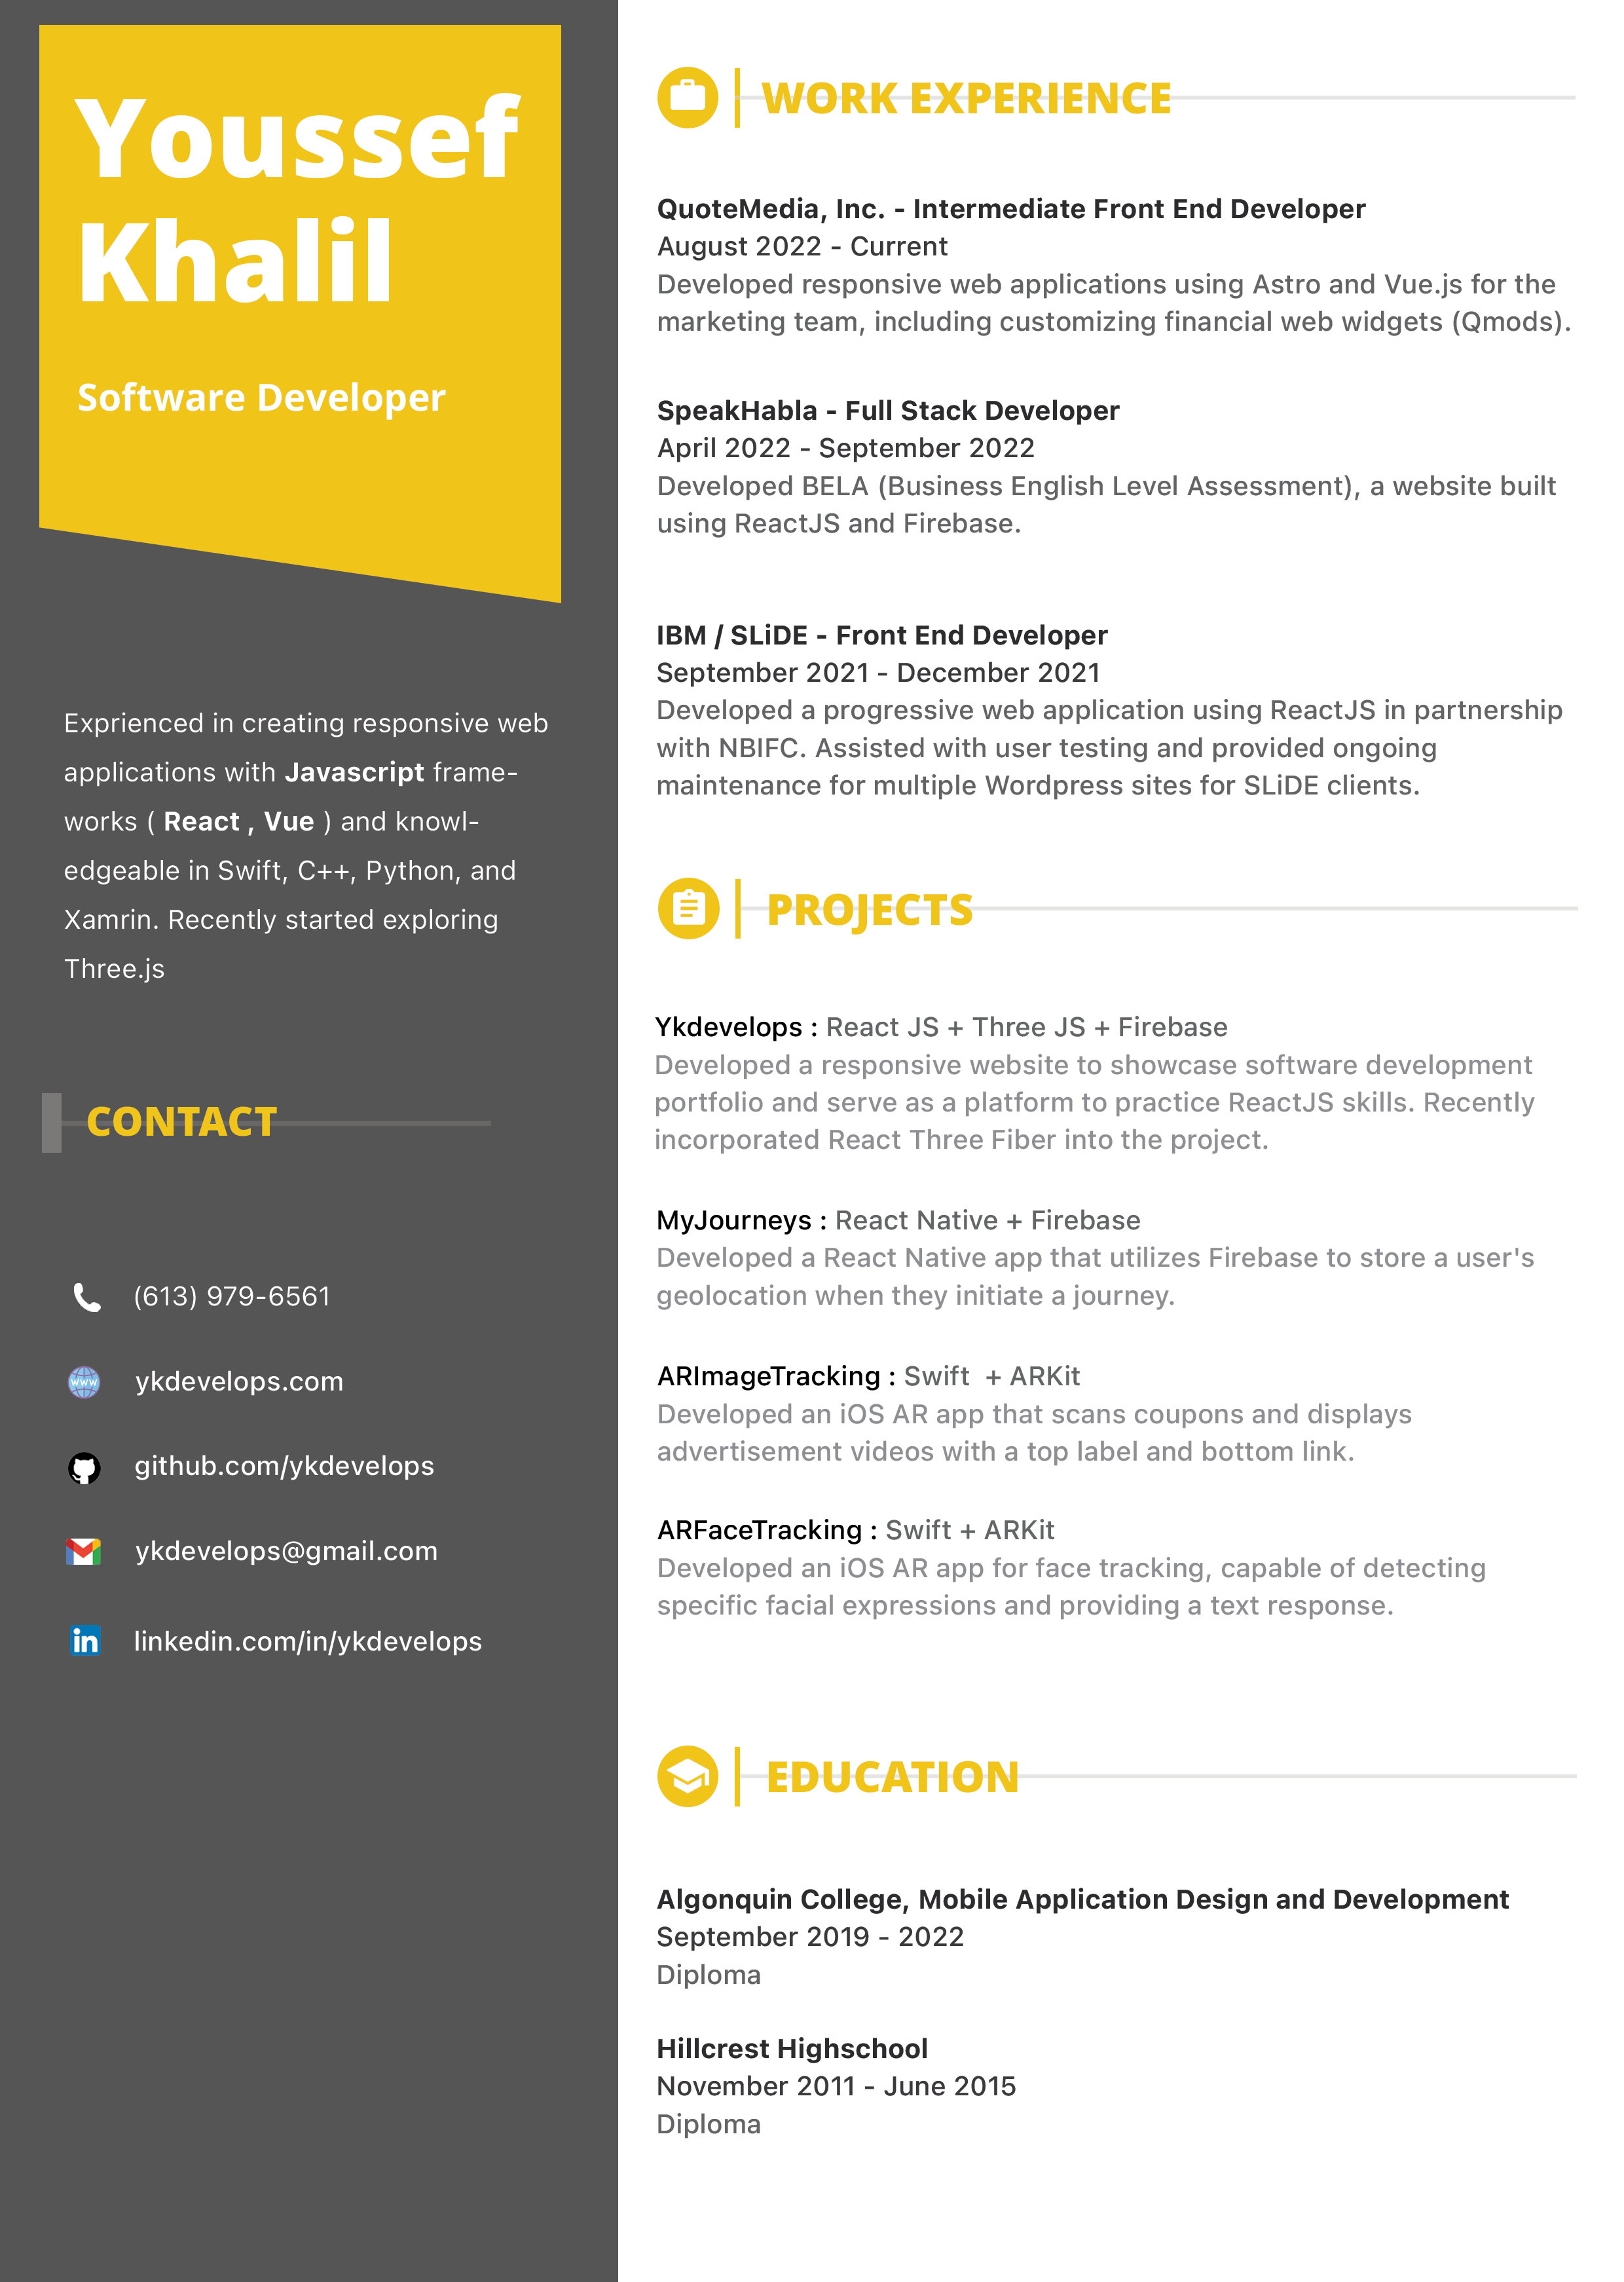 Youssef
Khalil
Software Developer
Exprienced in creating responsive web
applications with Javascript frame-
works ( React , Vue ) and knowl-
edgeable in Swift, C++, Python, and
Xamrin. Recently started exploring
Three.js
CONTACT
(613) 979-6561
www
ykdevelops.com
github.com/ykdevelops
ykdevelops@gmail.com
in
linkedin.com/in/ykdevelops
WORK EXPERIENCE
QuoteMedia, Inc. - Intermediate Front End Developer
August 2022 - Current
Developed responsive web applications using Astro and Vue.js for the
marketing team, including customizing financial web widgets (Qmods).
SpeakHabla - Full Stack Developer
April 2022 - September 2022
Developed BELA (Business English Level Assessment), a website built
using ReactJS and Firebase.
IBM / SLiDE - Front End Developer
September 2021 - December 2021
Developed a progressive web application using ReactJS in partnership
with NBIFC. Assisted with user testing and provided ongoing
maintenance for multiple Wordpress sites for SLiDE clients.
PROJECTS
Ykdevelops : React JS + Three JS + Firebase
Developed a responsive website to showcase software development
portfolio and serve as a platform to practice ReactJS skills. Recently
incorporated React Three Fiber into the project.
MyJourneys : React Native + Firebase
Developed a React Native app that utilizes Firebase to store a user's
geolocation when they initiate a journey.
ARImageTracking : Swift + ARKit
Developed an iOS AR app that scans coupons and displays
advertisement videos with a top label and bottom link.
ARFaceTracking : Swift + ARKit
Developed an iOS AR app for face tracking, capable of detecting
specific facial expressions and providing a text response.
EDUCATION
Algonquin College, Mobile Application Design and Development
September 2019 - 2022
Diploma
Hillcrest Highschool
November 2011 - June 2015
Diploma